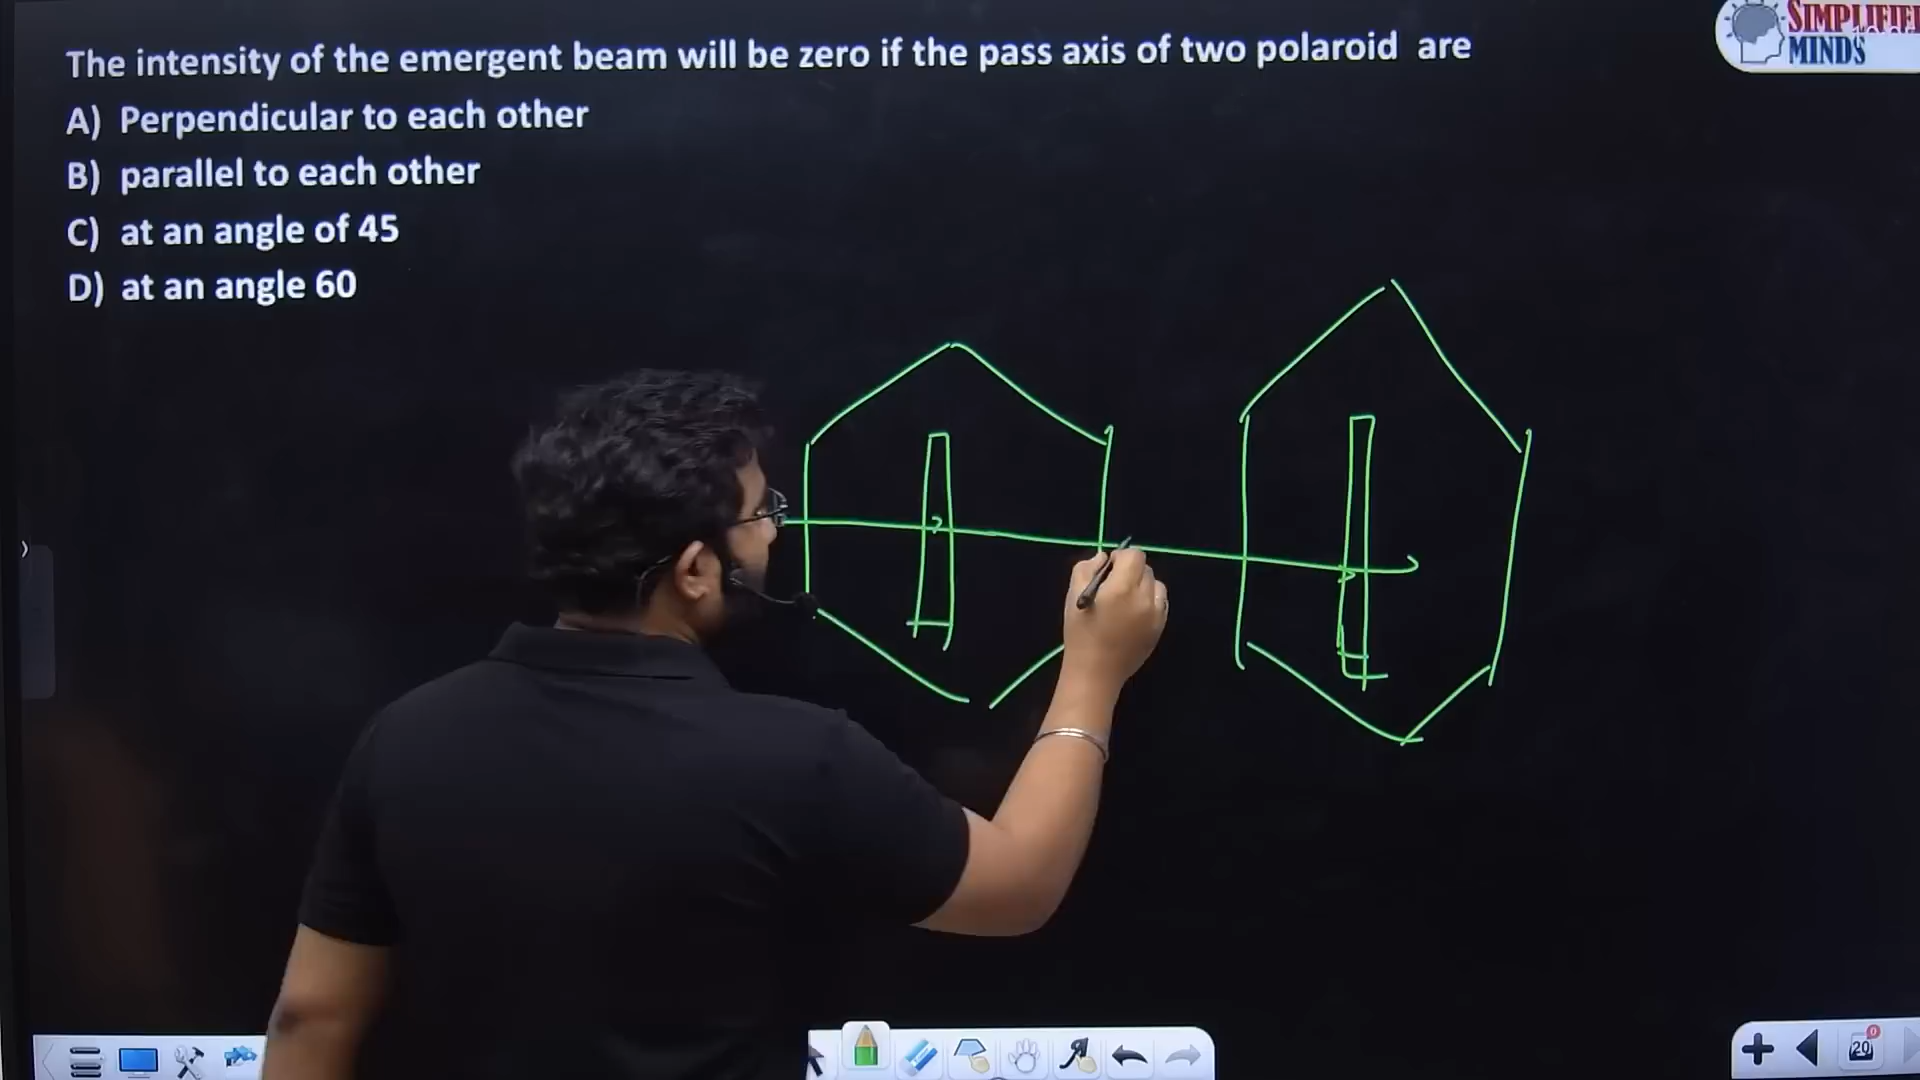 The intensity of the emergent beam will be zero if the pass axis of two polaroid are
A) Perpendicular to each other
B) parallel to each other
C) at an angle of 45
D) at an angle 60
MINDS
20
0